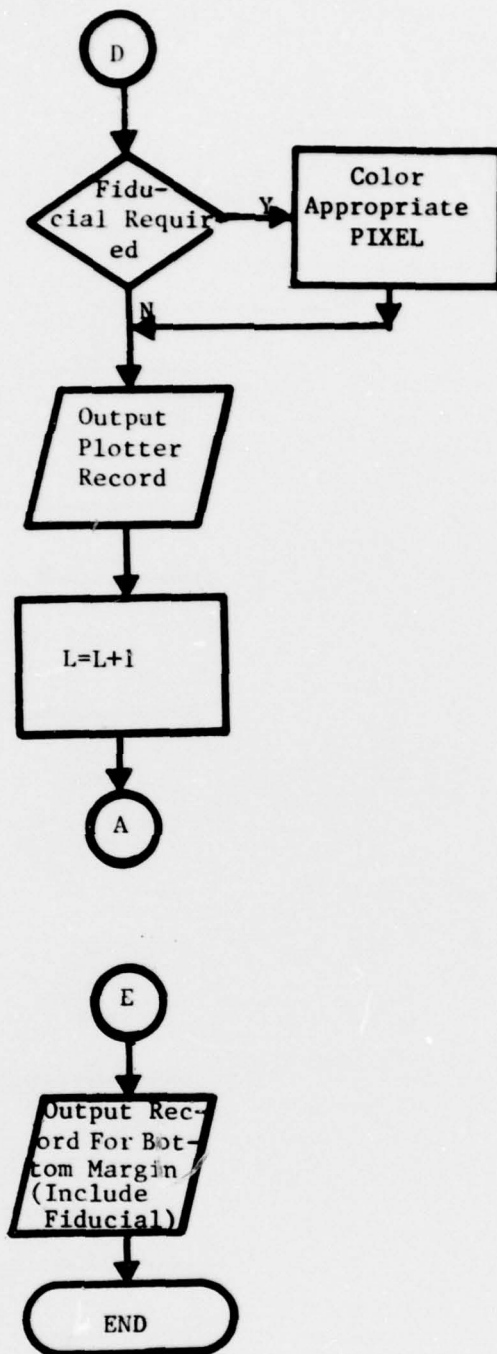 D
Fidu-
cial Requir
ed
Y
Color
Appropriate
PIXEL
N
Output
Plotter
Record
L=L+1
A
E
Output Rec-
ord For Bot-
tom Margin
(Include
Fiducial)
END